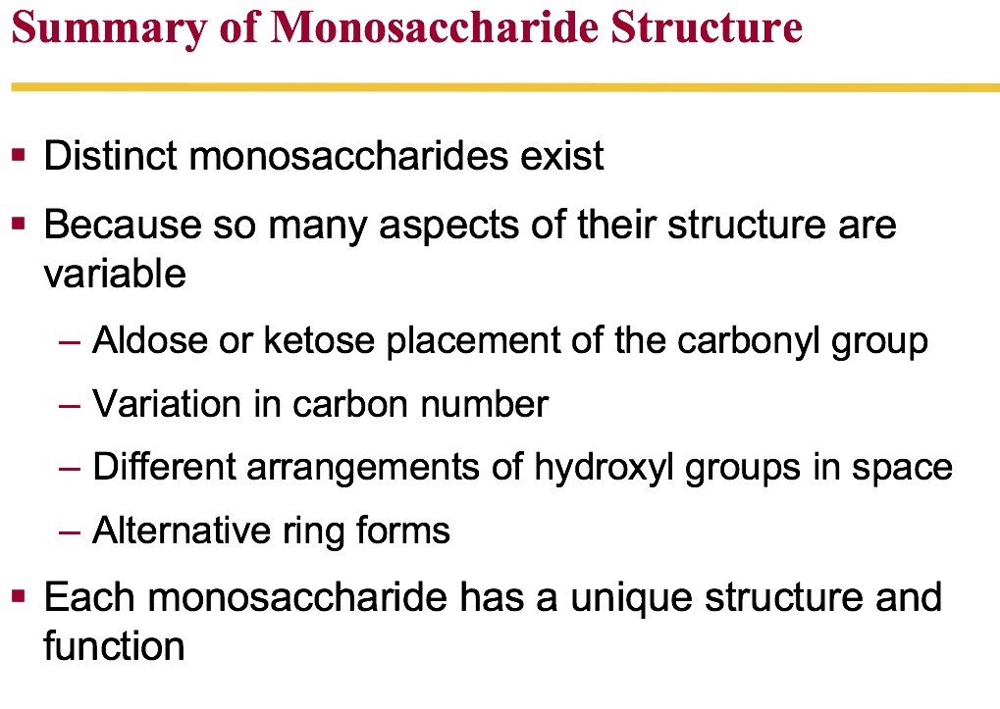 Summary of Monosaccharide Structure
▪ Distinct monosaccharides exist
▪ Because so many aspects of their structure are
variable
– Aldose or ketose placement of the carbonyl group
– Variation in carbon number
– Different arrangements of hydroxyl groups in space
– Alternative ring forms
▪ Each monosaccharide has a unique structure and
function